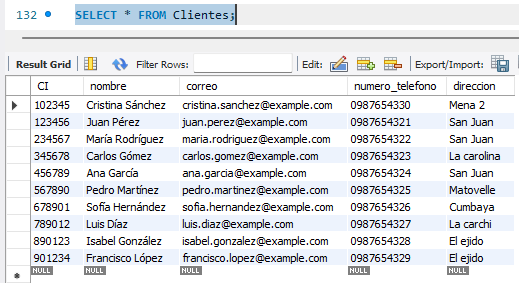 132 SELECT * FROM Clientes;
Result Grid Filter Rows: Edit: Export/Import:
CI nombre correo numero_telefono direccion
102345 Cristina Sánchez cristina.sanchez@example.com 0987654330 Mena 2
123456 Juan Pérez juan.perez@example.com 0987654321 San Juan
234567 María Rodríguez maria.rodriguez@example.com 0987654322 San Juan
345678 Carlos Gómez carlos.gomez@example.com 0987654323 La carolina
456789 Ana García ana.garcia@example.com 0987654324 San Juan
567890 Pedro Martínez pedro.martinez@example.com 0987654325 Matovelle
678901 Sofía Hernández sofia.hernandez@example.com 0987654326 Cumbaya
789012 Luis Díaz luis.diaz@example.com 0987654327 La carchi
890123 Isabel González isabel.gonzalez@example.com 0987654328 El ejido
901234 Francisco López francisco.lopez@example.com 0987654329 El ejido
NULL NULL NULL NULL NULL